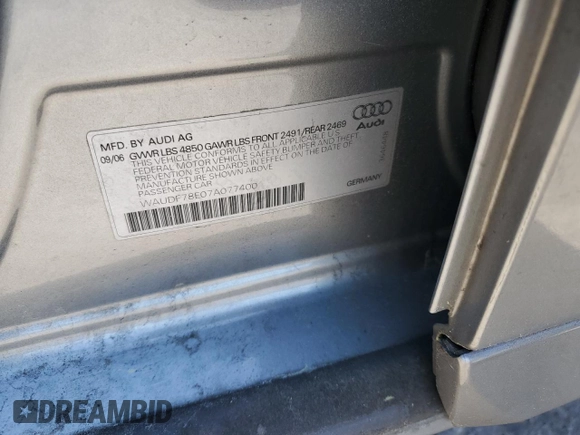 MFD. BY AUDI AG
09/06 GVWR LBS 4850 GAWR LBS FRONT 2491/REAR 2469
THIS VEHICLE CONFORMS TO ALL APPLICABLE U.S.
FEDERAL MOTOR VEHICLE SAFETY BUMPER AND THEFT
PREVENTION STANDARDS IN EFFECT ON THE DATE OF
MANUFACTURE SHOWN ABOVE
PASSENGER CAR
WAUDF78E07A077400
Audi
GERMANY
DREAMBID